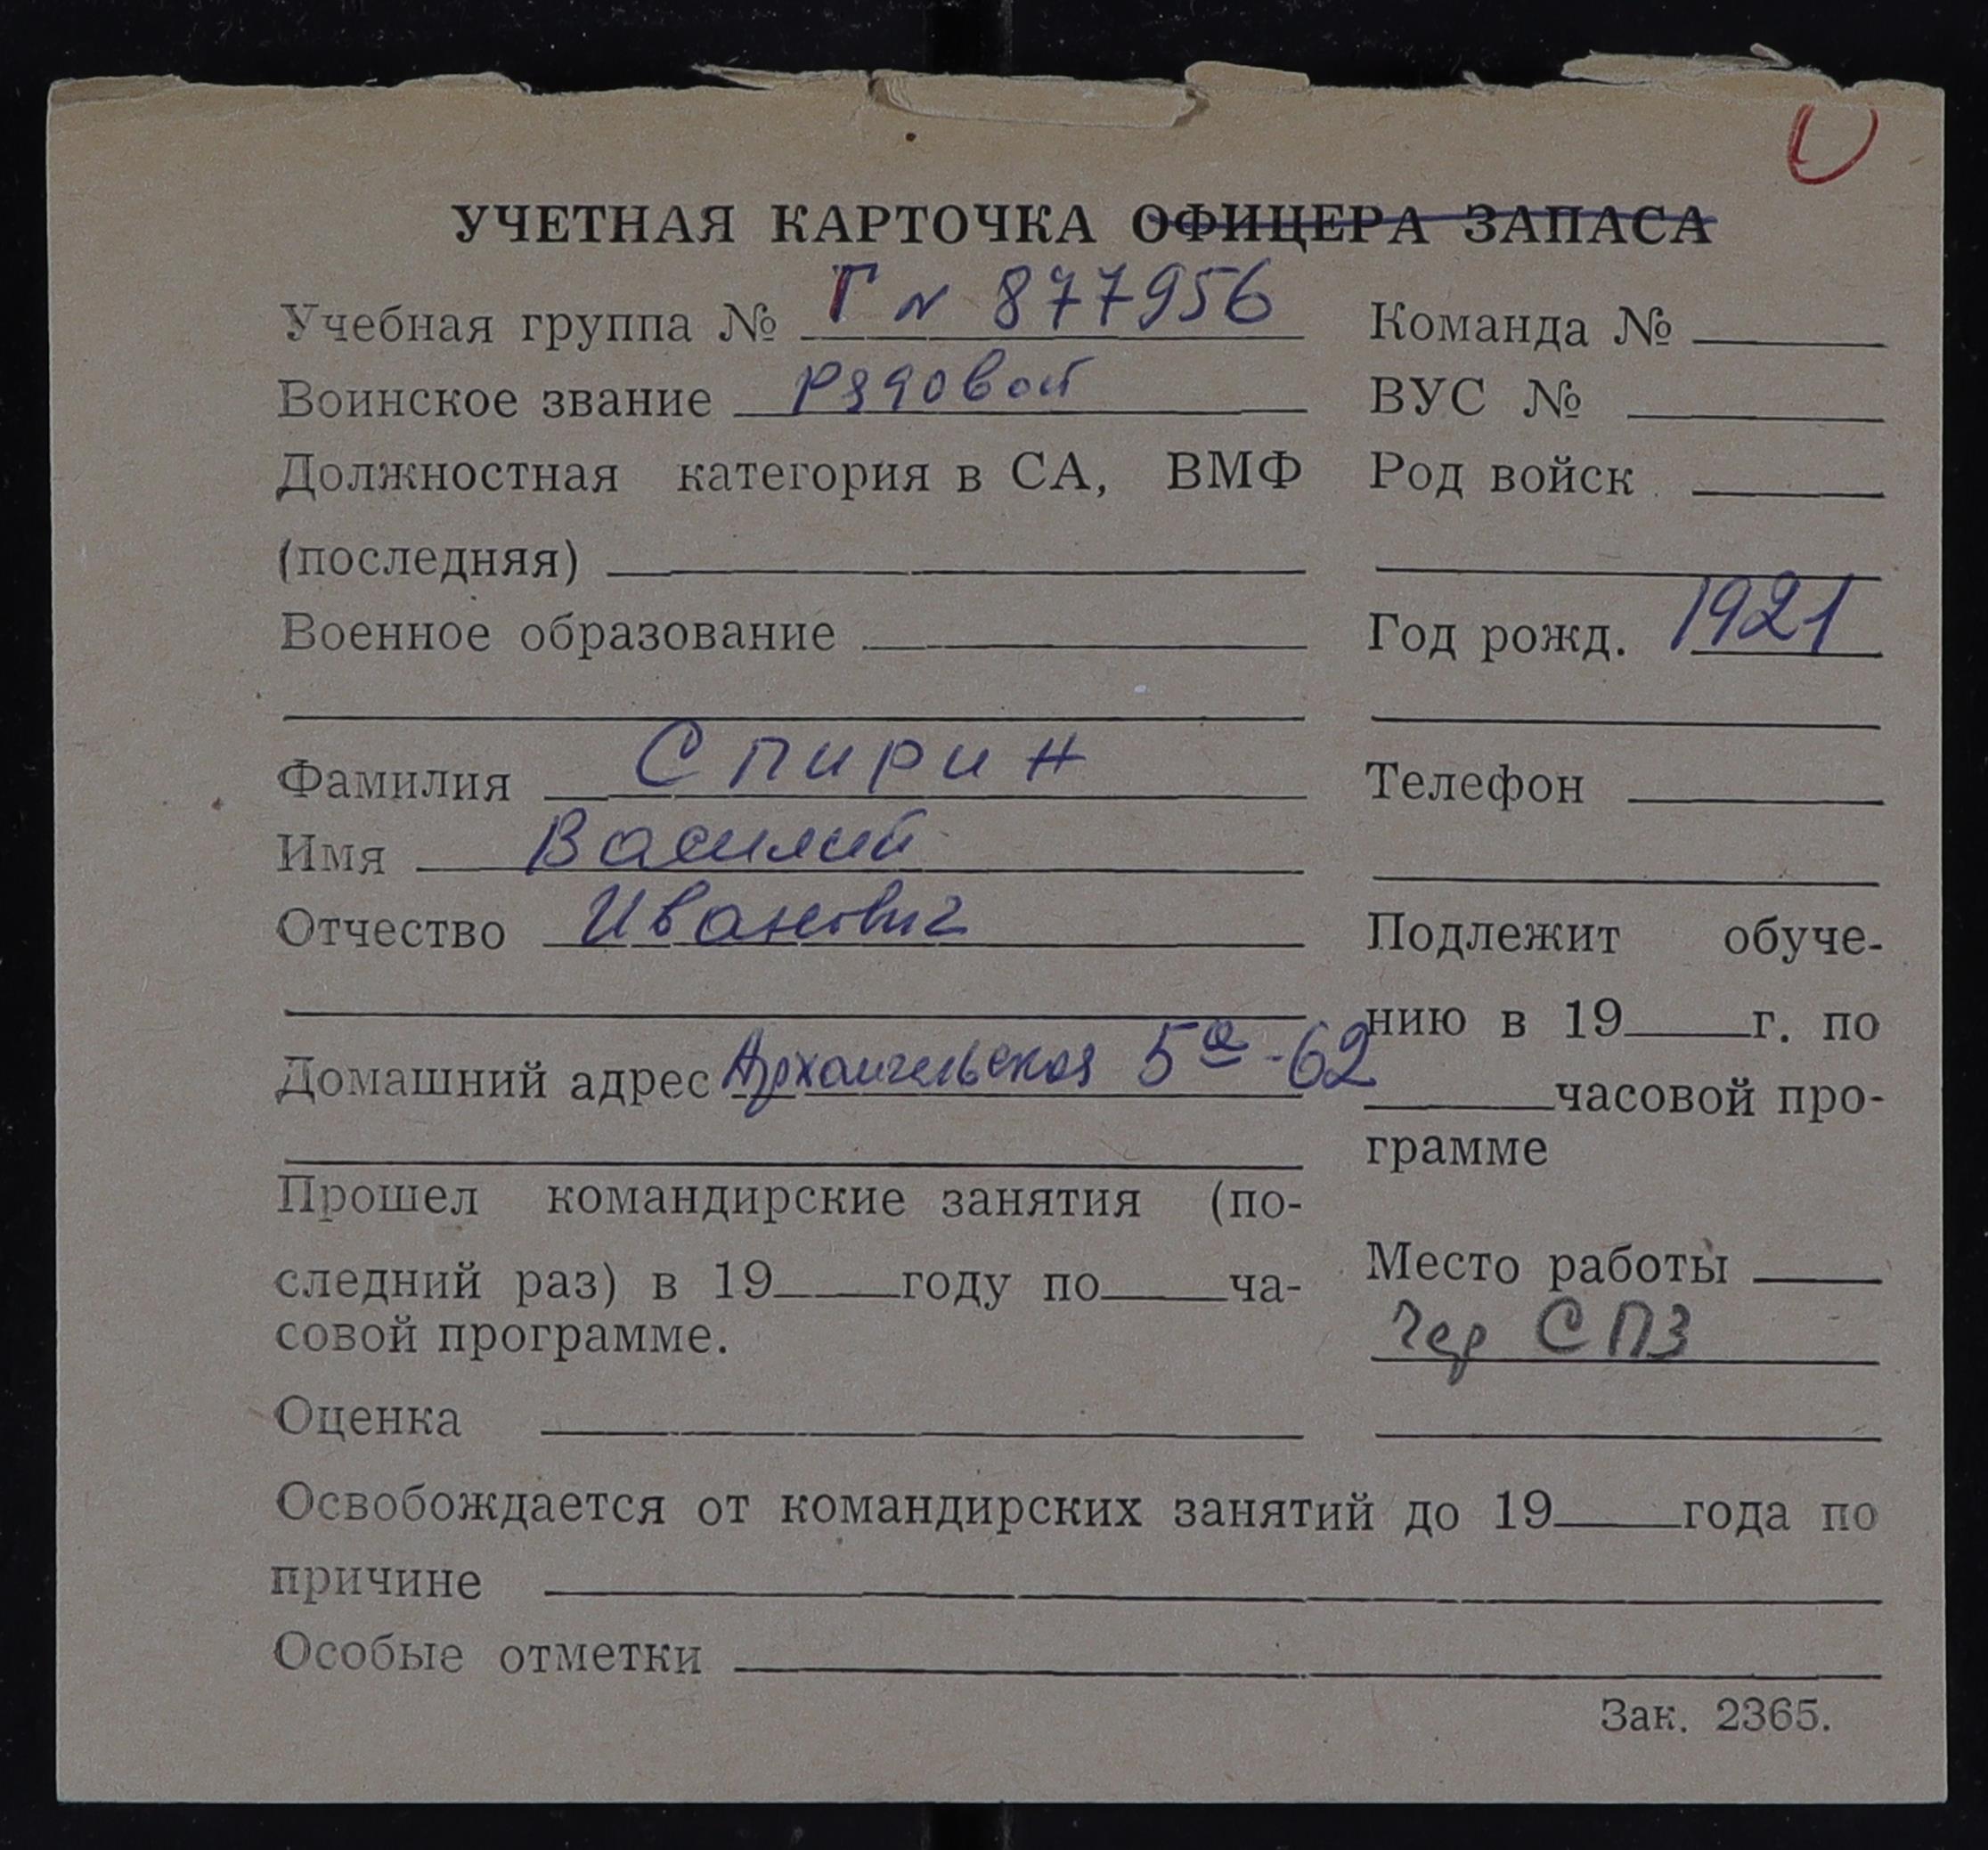 УЧЕТНАЯ КАРТОЧКА ОФИЦЕРА ЗАПАСА
Учебная группа № Г N 877956
Воинское звание рядовой
Должностная категория в СА, ВМФ
(последняя)
Военное образование
Фамилия Спирин
Имя Василий
Отчество Иванович
Домашний адрес Архангельская 5а-62
Прошел командирские занятия (по-
следний раз) в 19 году по ча-
совой программе.
Оценка
Команда №
ВУС №
Род войск
Год рожд. 1921
Телефон
Подлежит обуче-
нию в 19 г. по
часовой про-
грамме
Место работы
Чер СПЗ
Освобождается от командирских занятий до 19 года по
причине
Особые отметки
Зак. 2365.